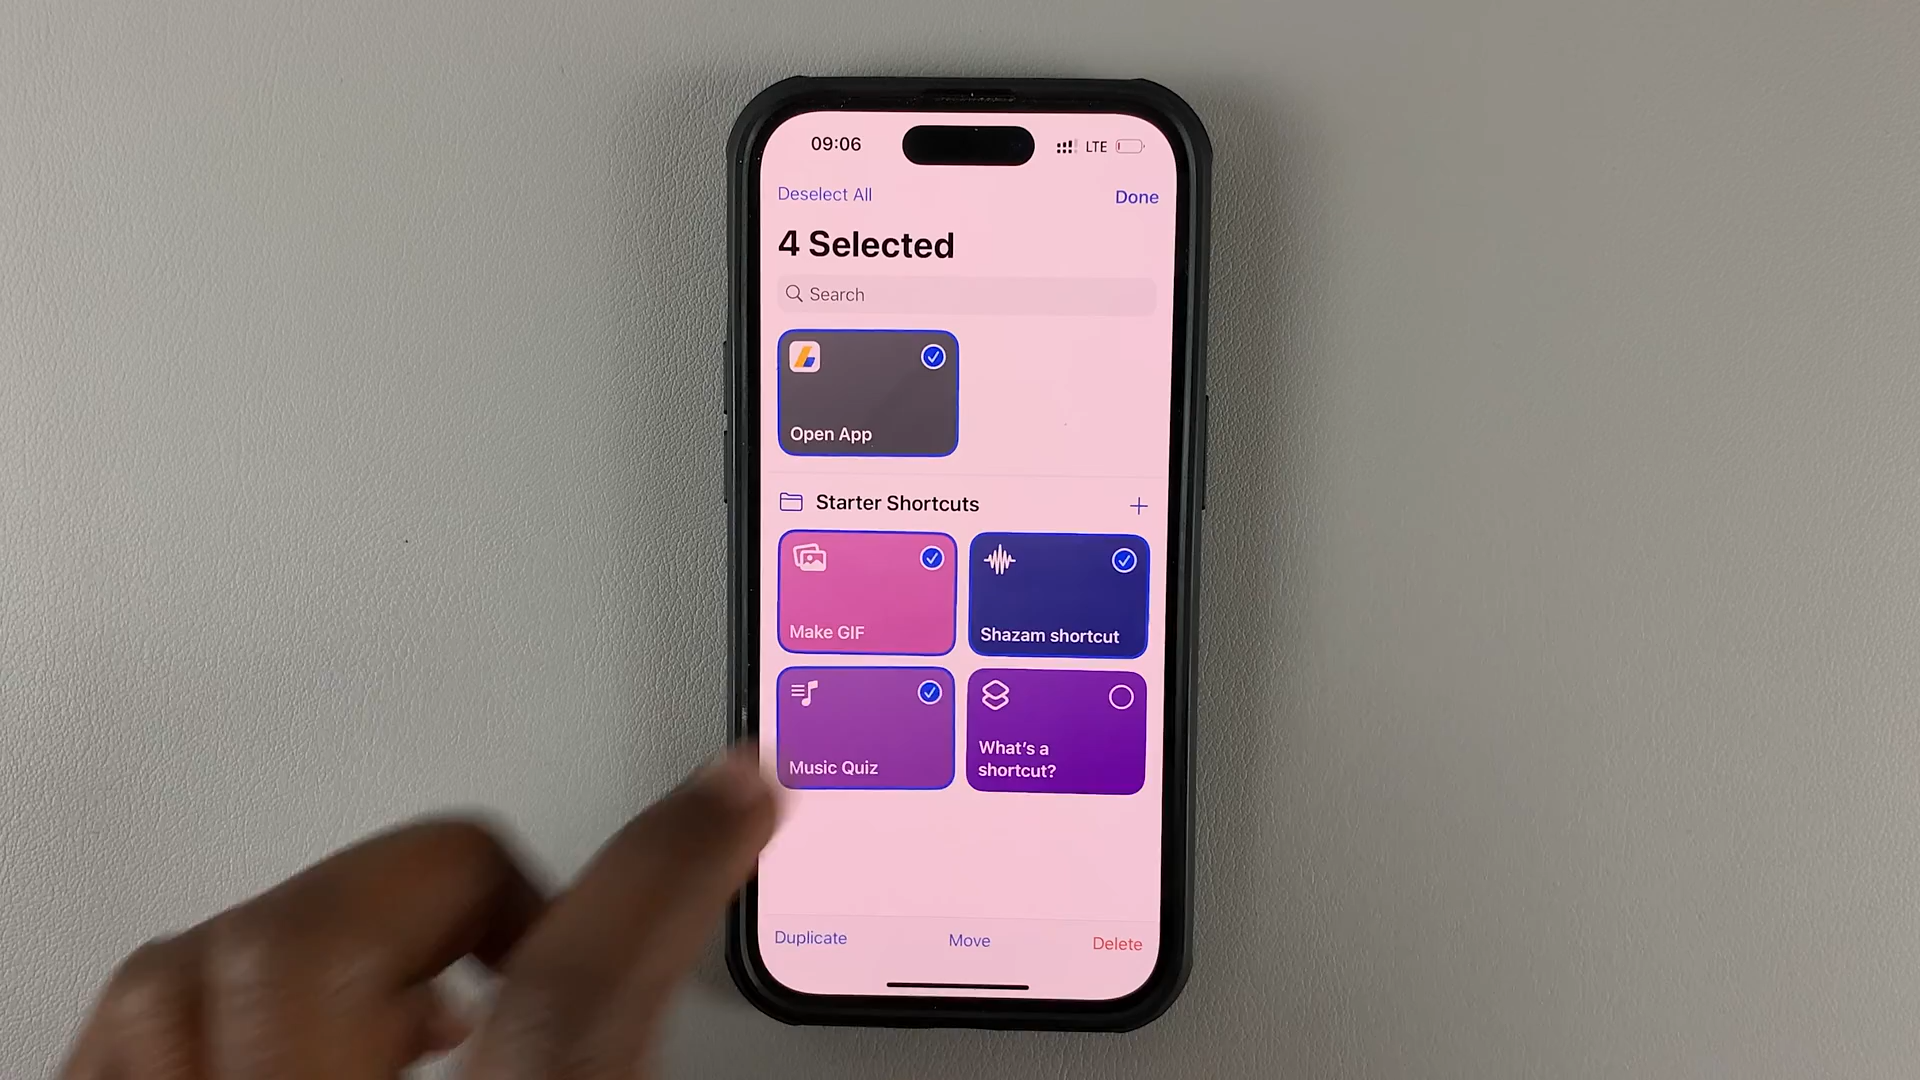 09:06
LTE
Deselect All
Done
4 Selected
Search
Open App
Starter Shortcuts
Make GIF
Shazam shortcut
Music Quiz
What's a
shortcut?
Duplicate
Move
Delete